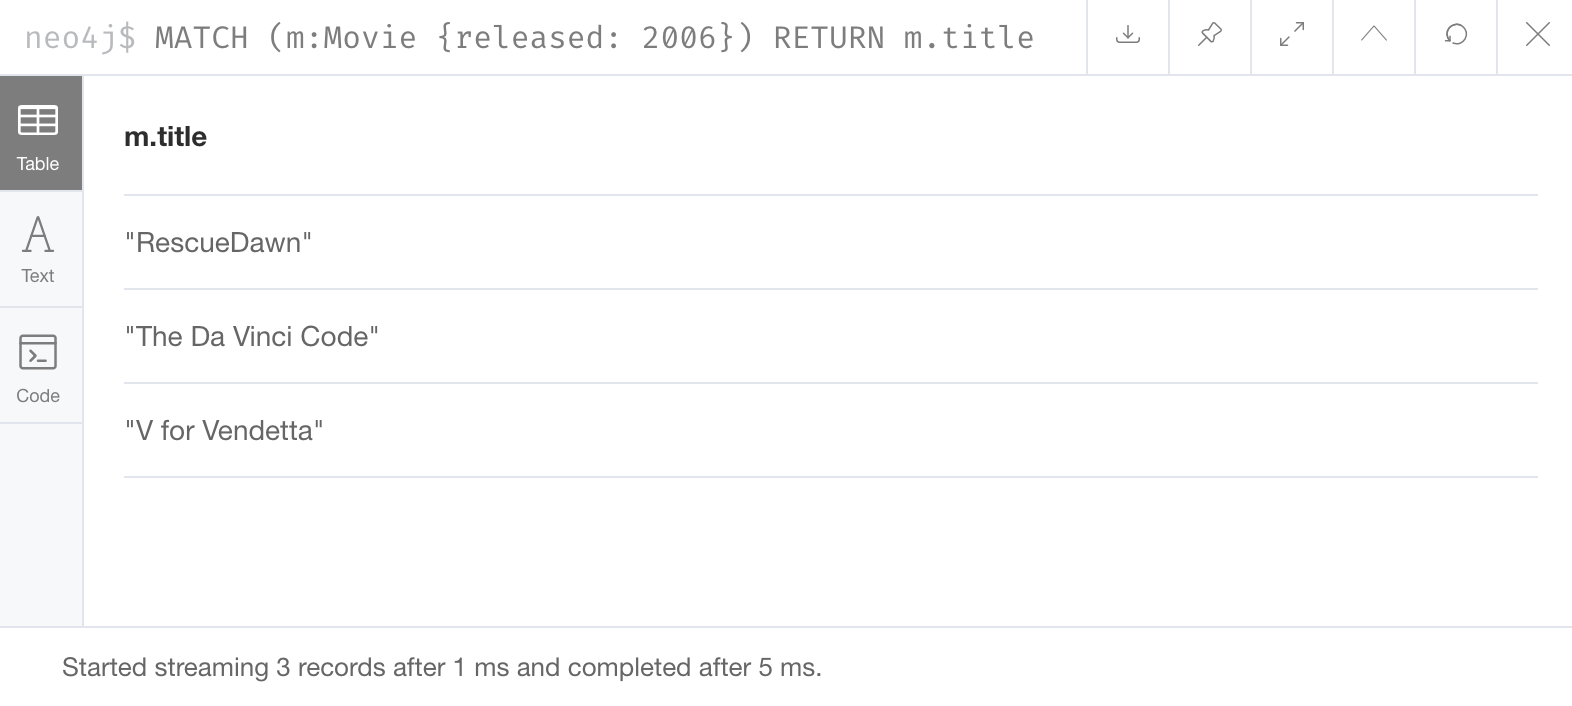 neo4j$ MATCH (m:Movie {released: 2006}) RETURN m.title
Table
Text
Code
m.title
"RescueDawn"
"The Da Vinci Code"
"V for Vendetta"
Started streaming 3 records after 1 ms and completed after 5 ms.